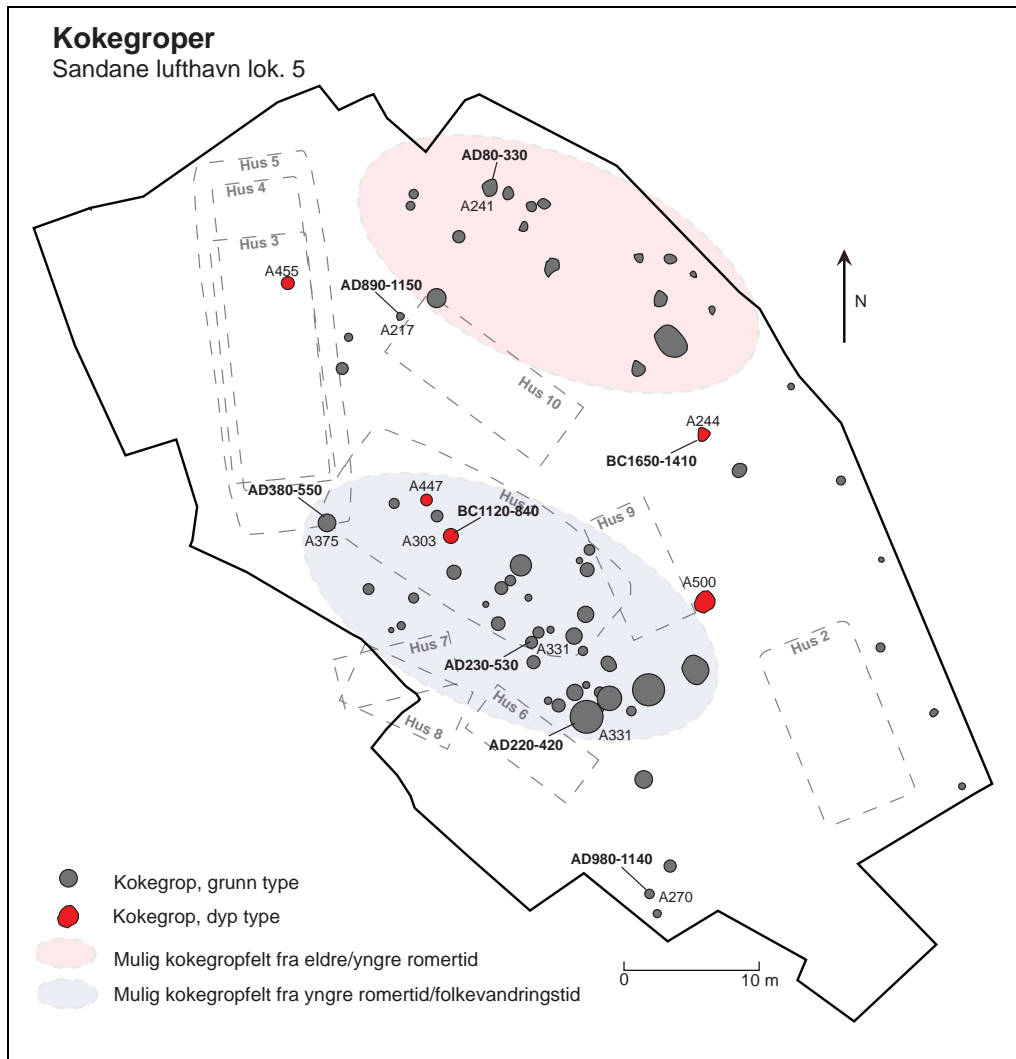 Kokegroper
Sandane lufthavn lok. 5
AD80-330
Hus 5
Hus 4
A241
Hus 3
A455
AD890-1150
N
A217
Hus 10
A244
BC1650-1410
AD380-550
A447
BC1120-840
Hus
Hus 9
A375
A303
A500
Hus 2
Hus 7
A331
AD230-530
Hus 6
Hus 8
AD220-420
A331
AD980-1140
A270
Kokegrop, grunn type
Kokegrop, dyp type
Mulig kokegropfelt fra eldre/yngre romertid
Mulig kokegropfelt fra yngre romertid/folkevandringstid
0 10 m